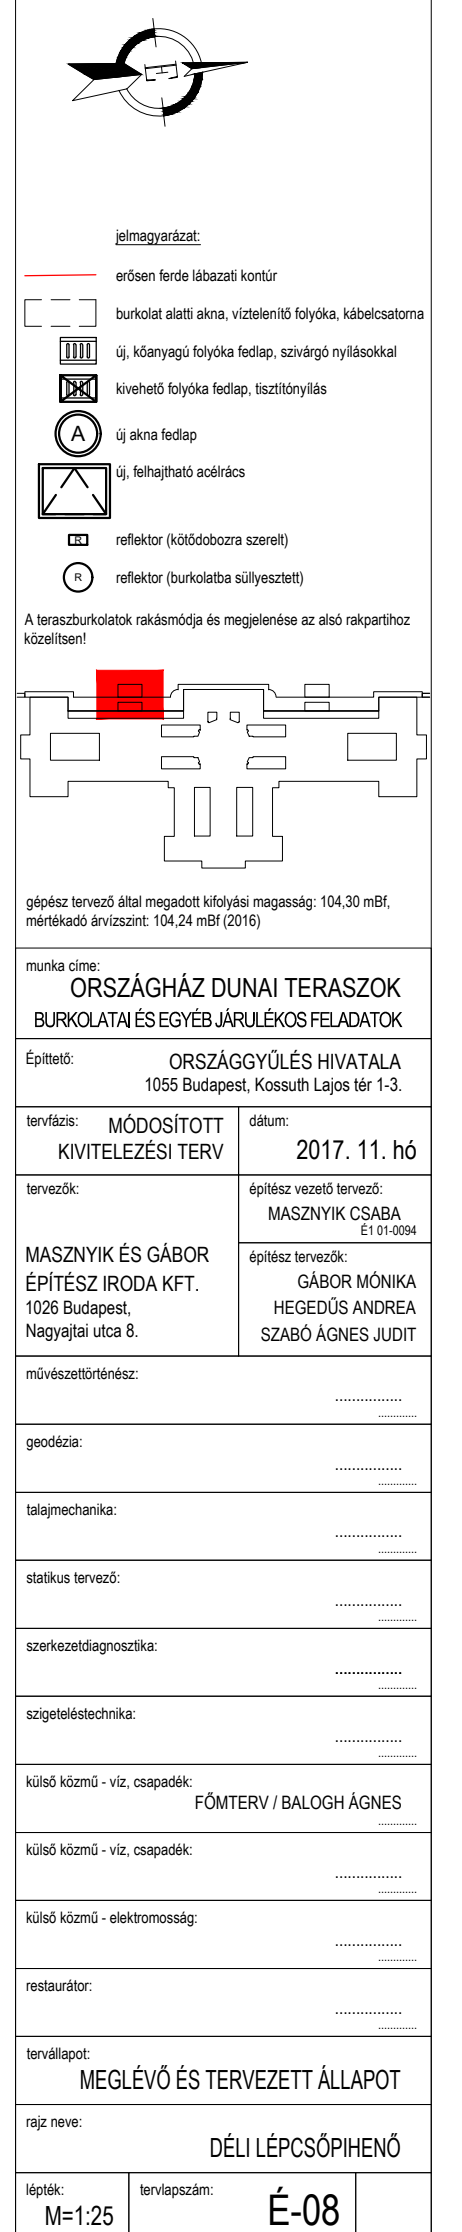 jelmagyarázat:
erősen ferde lábazati kontúr
burkolat alatti akna, víztelenítő folyóka, kábelcsatorna
új, kőanyagú folyóka fedlap, szivárgó nyílásokkal
kivehető folyóka fedlap, tisztítónyílás
A
új akna fedlap
új, felhajtható acélrács
R
reflektor (kötődobozra szerelt)
R
reflektor (burkolatba süllyesztett)
A teraszburkolatok rakásmódja és megjelenése az alsó rakpartihoz
közelítsen!
gépész tervező által megadott kifolyási magasság: 104,30 mBf,
mértékadó árvízszint: 104,24 mBf (2016)
munka címe:
ORSZÁGHÁZ DUNAI TERASZOK
BURKOLATAI ÉS EGYÉB JÁRULÉKOS FELADATOK
Építtető:
ORSZÁGGYŰLÉS HIVATALA
1055 Budapest, Kossuth Lajos tér 1-3.
tervfázis:
MÓDOSÍTOTT
KIVITELEZÉSI TERV
dátum:
2017. 11. hó
tervezők:
MASZNYIK ÉS GÁBOR
ÉPÍTÉSZ IRODA KFT.
1026 Budapest,
Nagyajtai utca 8.
építész vezető tervező:
MASZNYIK CSABA
É1 01-0094
építész tervezők:
GÁBOR MÓNIKA
HEGEDŰS ANDREA
SZABÓ ÁGNES JUDIT
művészettörténész:
................
.............
geodézia:
................
.............
talajmechanika:
................
.............
statikus tervező:
................
.............
szerkezetdiagnosztika:
................
.............
szigeteléstechnika:
................
.............
külső közmű - víz, csapadék:
FŐMTERV / BALOGH ÁGNES
.............
külső közmű - víz, csapadék:
................
.............
külső közmű - elektromosság:
................
.............
restaurátor:
................
.............
tervállapot:
MEGLÉVŐ ÉS TERVEZETT ÁLLAPOT
rajz neve:
DÉLI LÉPCSŐPIHENŐ
lépték:
M=1:25
tervlapszám:
É-08